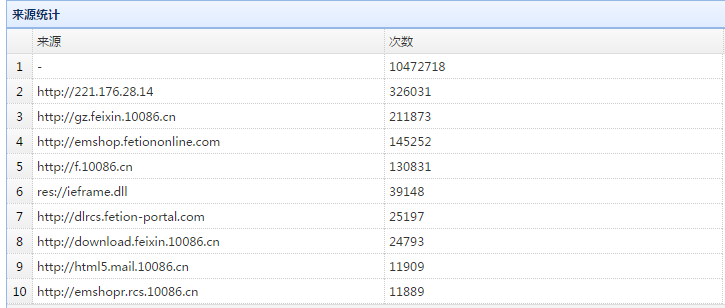 来源统计
来源 次数
1 - 10472718
2 http://221.176.28.14 326031
3 http://gz.feixin.10086.cn 211873
4 http://emshop.fetiononline.com 145252
5 http://f.10086.cn 130831
6 res://ieframe.dll 39148
7 http://dlrcs.fetion-portal.com 25197
8 http://download.feixin.10086.cn 24793
9 http://html5.mail.10086.cn 11909
10 http://emshopr.rcs.10086.cn 11889